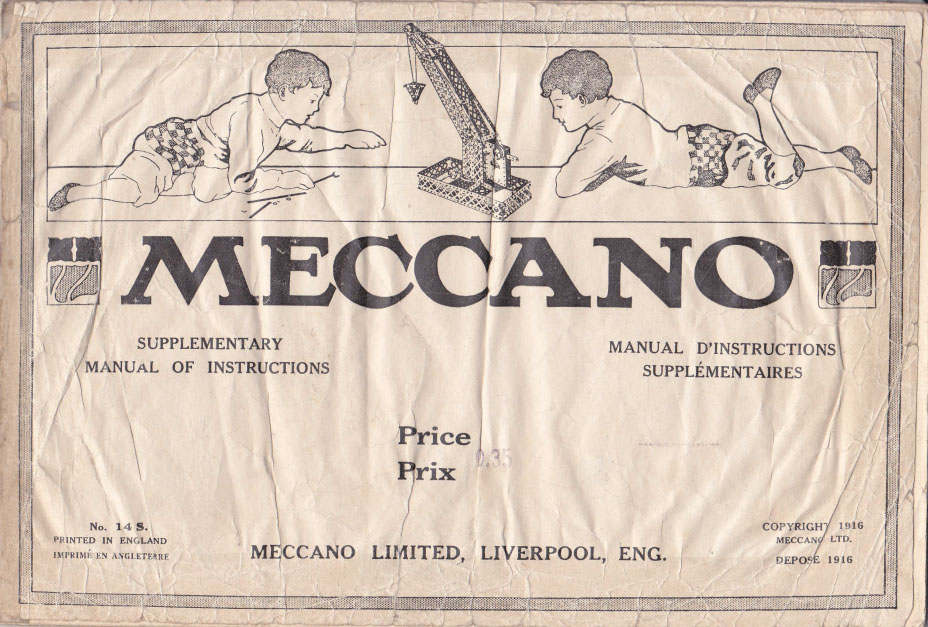 MECCANO
SUPPLEMENTARY
MANUAL OF INSTRUCTIONS
MANUAL D'INSTRUCTIONS
SUPPLÉMENTAIRES
Price
Prix
0.35
No. 14 S.
PRINTED IN ENGLAND
IMPRIMÉ EN ANGLETERRE
MECCANO LIMITED, LIVERPOOL, ENG.
COPYRIGHT 1916
MECCANO LTD.
DEPOSE 1916